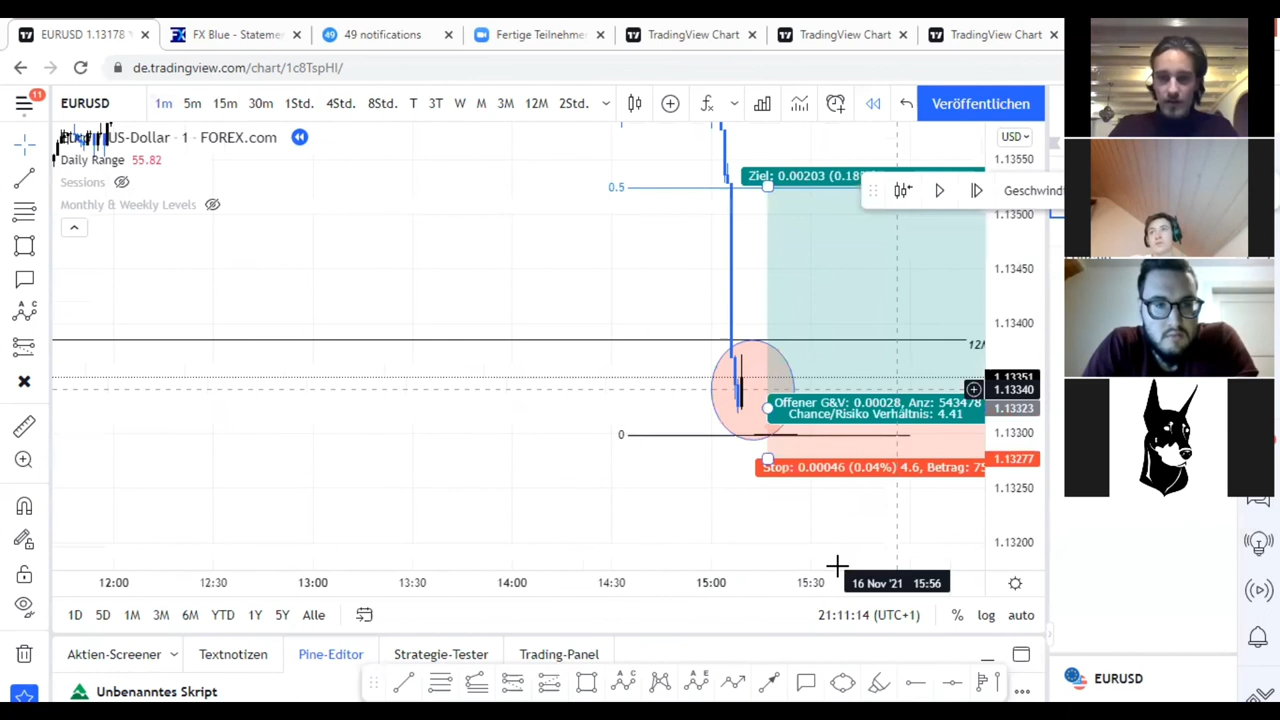 EURUSD 1.13178
FX Blue - Stateme
49 notifications
Fertige Teilnehme
TradingView Chart
TradingView Chart
TradingView Chart
de.tradingview.com/chart/1c8TspHl/
11
EURUSD
1m 5m 15m 30m 1Std. 4Std. 8Std. T 3T W M 3M 12M 2Std.
Veröffentlichen
US-Dollar · 1 · FOREX.com
USD
Daily Range 55.82
Sessions
Monthly & Weekly Levels
Ziel: 0.00203 (0.18
0.5
Geschwindi
1.13550
1.13500
1.13450
1.13400
12M
1.13351
1.13340
1.13323
Offener G&V: 0.00028, Anz: 543478
Chance/Risiko Verhältnis: 4.41
0
1.13300
1.13277
Stop: 0.00046 (0.04%) 4.6, Betrag: 75
1.13250
1.13200
12:00 12:30 13:00 13:30 14:00 14:30 15:00 15:30
16 Nov '21 15:56
1D 5D 1M 3M 6M YTD 1Y 5Y Alle
21:11:14 (UTC+1)
% log auto
Aktien-Screener
Textnotizen
Pine-Editor
Strategie-Tester
Trading-Panel
Unbenanntes Skript
EURUSD